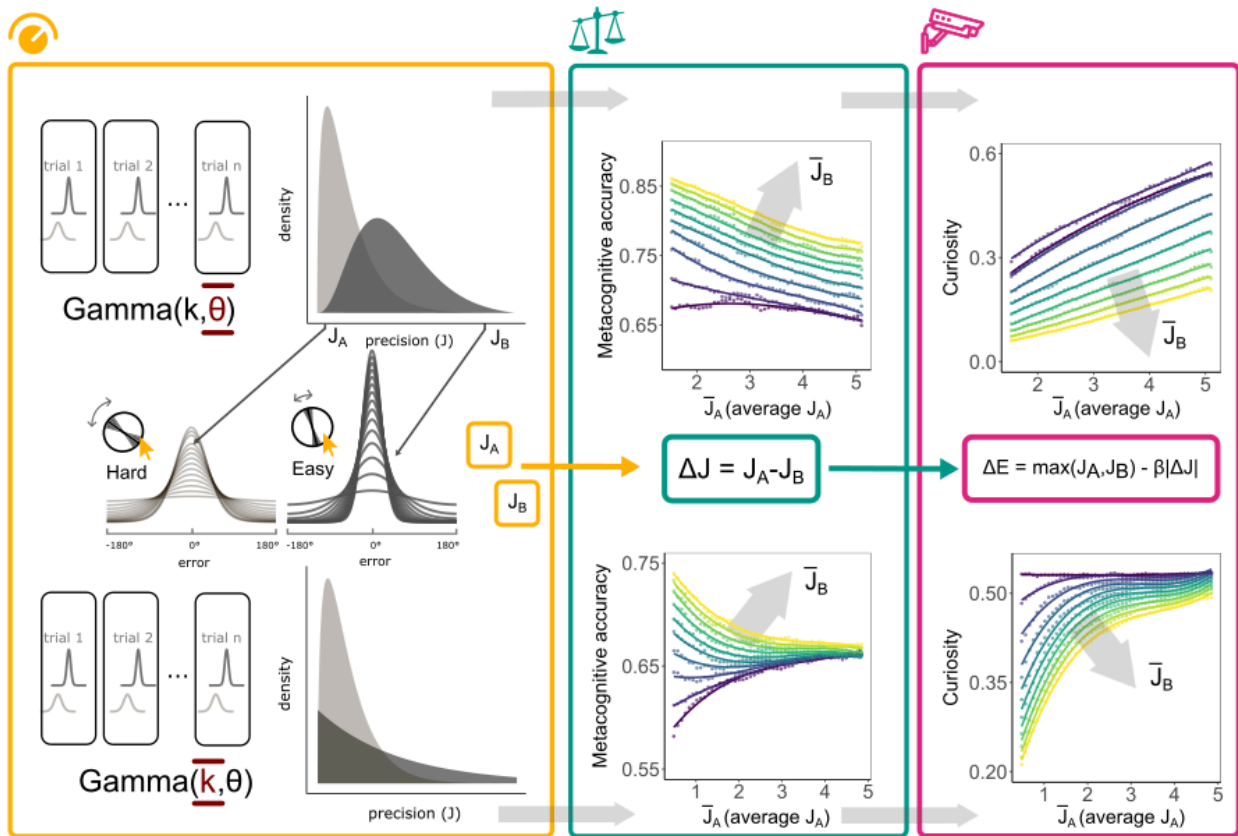 trial 1
trial 2
trial n
...
Gamma(k,θ)
density
J_A
precision (J)
J_B
Hard
Easy
-180°
0°
180°
error
-180°
0°
180°
error
J_A
J_B
trial 1
trial 2
trial n
...
Gamma(k,θ)
density
precision (J)
Metacognitive accuracy
0.85
0.75
0.65
J̅_B
2
3
4
5
J̅_A (average J_A)
ΔJ = J_A-J_B
Metacognitive accuracy
0.75
0.65
0.55
J̅_B
1
2
3
4
5
J̅_A (average J_A)
Curiosity
0.6
0.3
0.0
J̅_B
2
3
4
5
J̅_A (average J_A)
ΔE = max(J_A,J_B) - β|ΔJ|
Curiosity
0.50
0.35
0.20
J̅_B
1
2
3
4
5
J̅_A (average J_A)